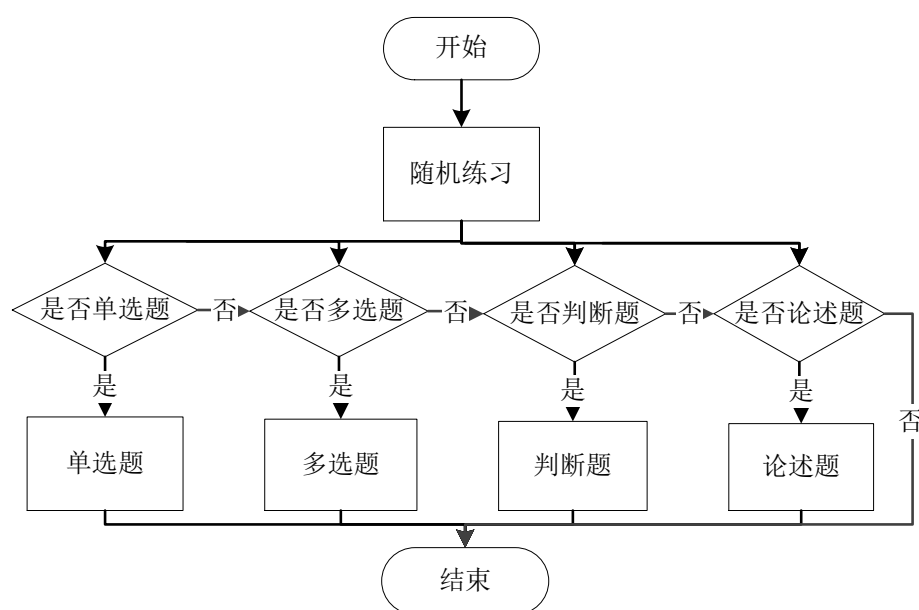 开始
随机练习
是否单选题
否
是否多选题
否
是否判断题
否
是否论述题
是
是
是
是
否
单选题
多选题
判断题
论述题
结束